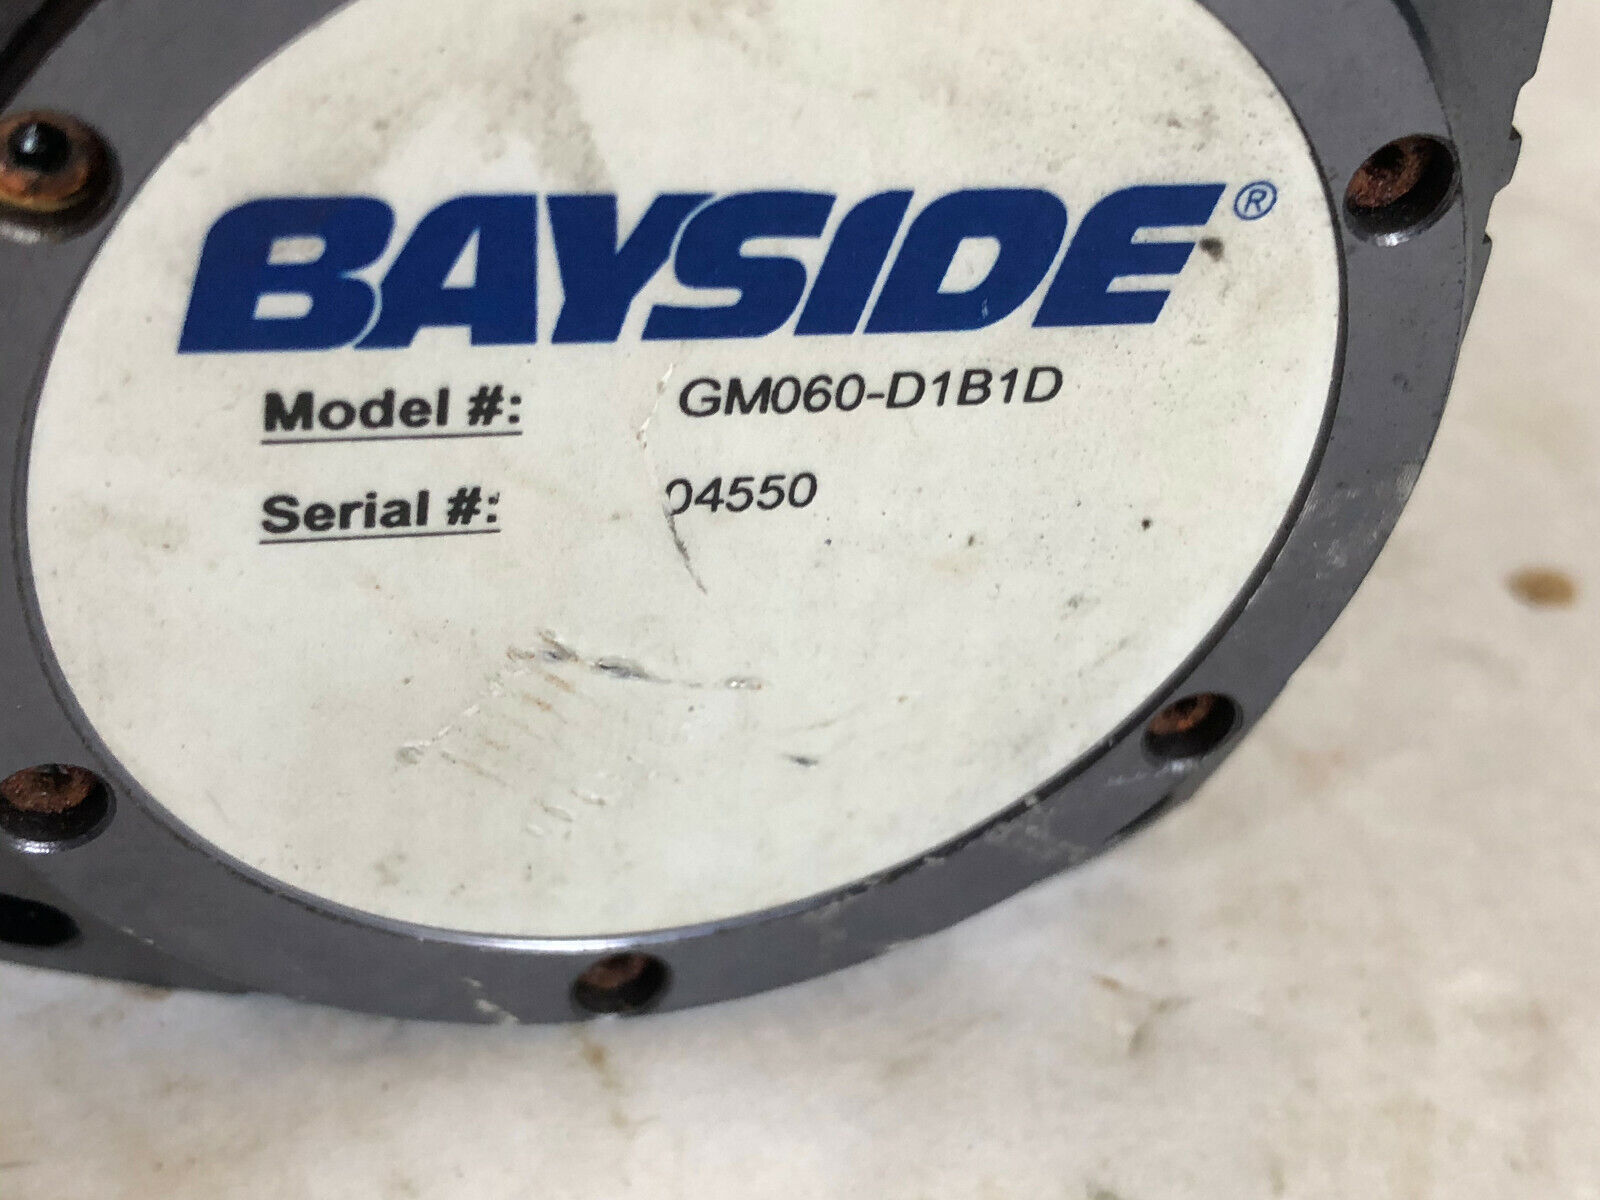 BAYSIDE®
Model #: GM060-D1B1D
Serial #: 04550